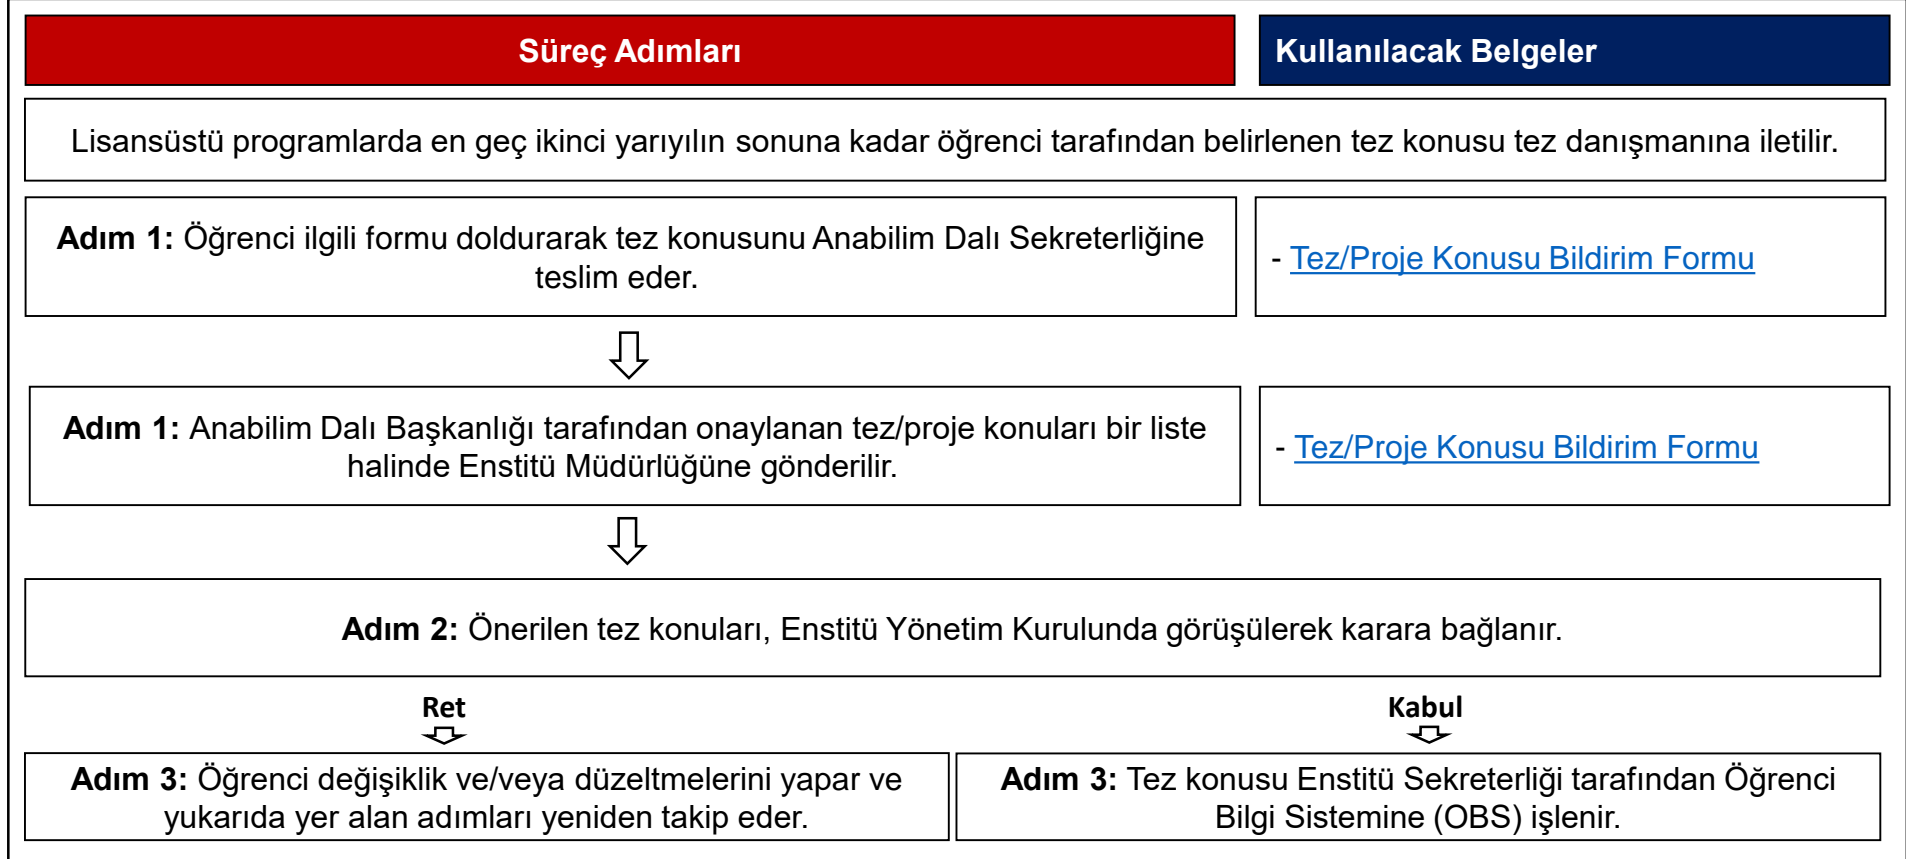 Süreç Adımları
Kullanılacak Belgeler
Lisansüstü programlarda en geç ikinci yarıyılın sonuna kadar öğrenci tarafından belirlenen tez konusu tez danışmanına iletilir.
Adım 1: Öğrenci ilgili formu doldurarak tez konusunu Anabilim Dalı Sekreterliğine
teslim eder.
- Tez/Proje Konusu Bildirim Formu
Adım 1: Anabilim Dalı Başkanlığı tarafından onaylanan tez/proje konuları bir liste
halinde Enstitü Müdürlüğüne gönderilir.
- Tez/Proje Konusu Bildirim Formu
Adım 2: Önerilen tez konuları, Enstitü Yönetim Kurulunda görüşülerek karara bağlanır.
Ret
Kabul
Adım 3: Öğrenci değişiklik ve/veya düzeltmelerini yapar ve
yukarıda yer alan adımları yeniden takip eder.
Adım 3: Tez konusu Enstitü Sekreterliği tarafından Öğrenci
Bilgi Sistemine (OBS) işlenir.